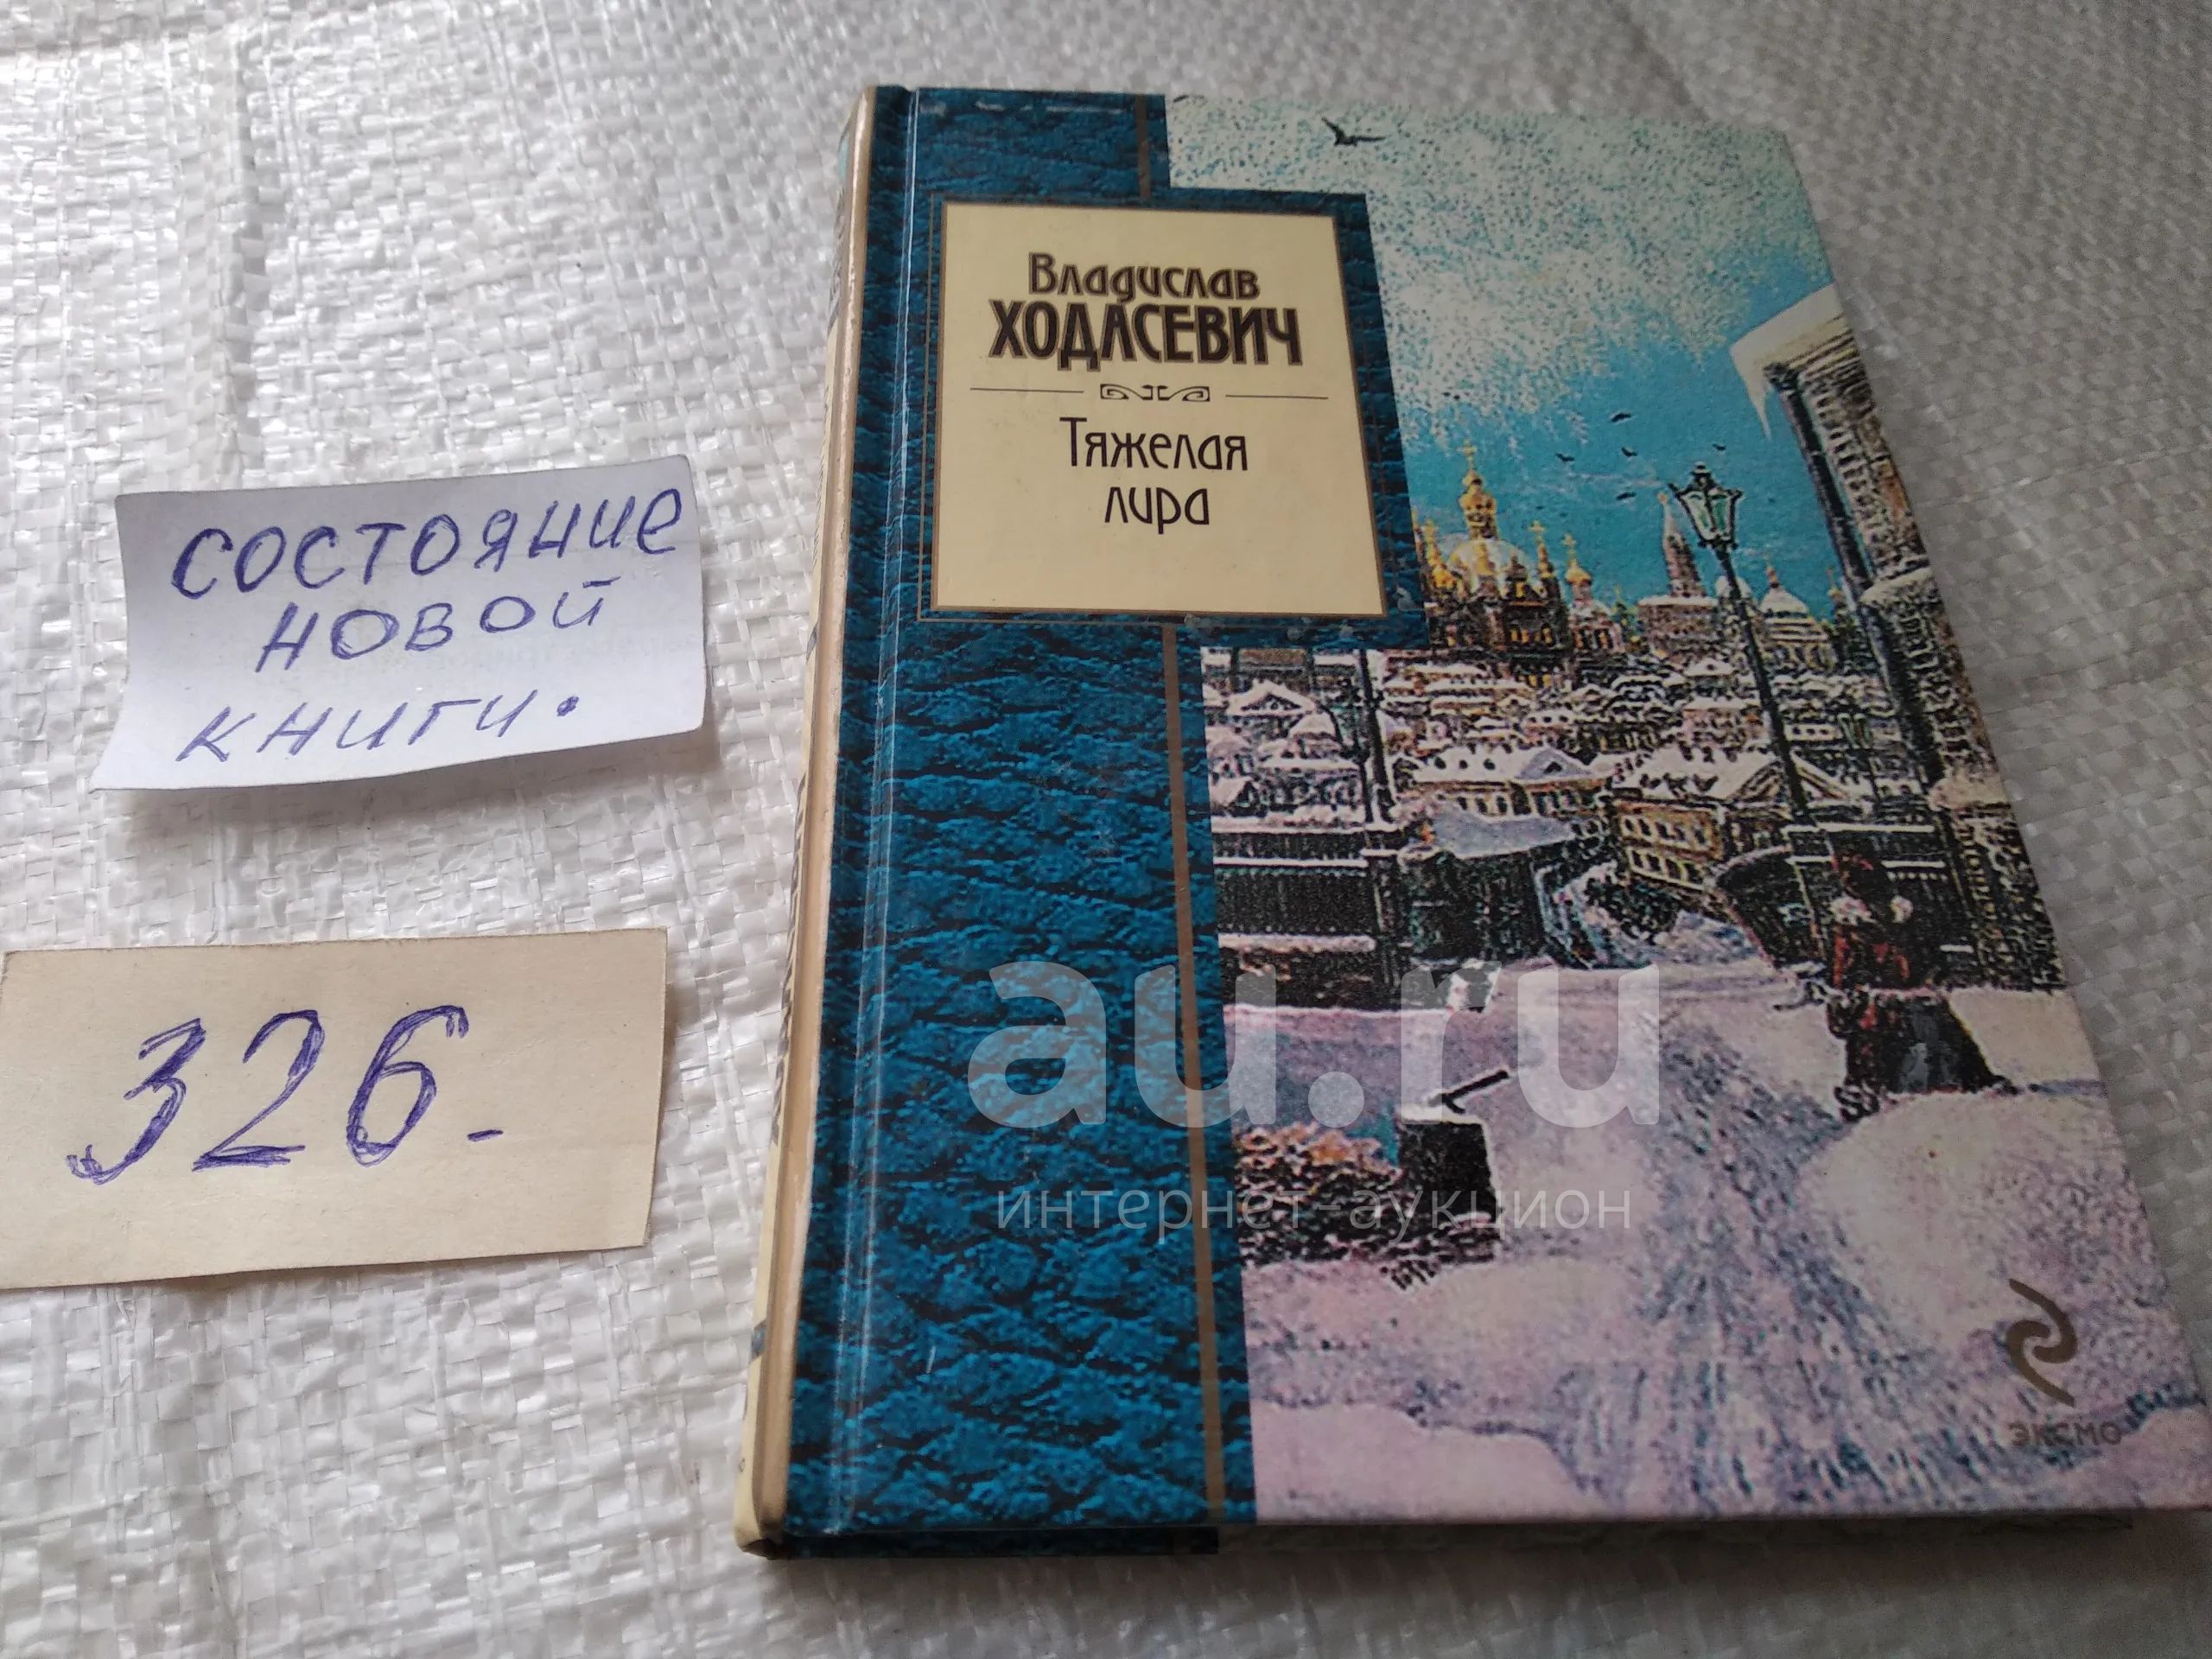 Владислав
ХОДАСЕВИЧ
Тяжелая
лира
состояние
новой
книги.
326-
au.ru
интернет-аукцион
ЭКСМО